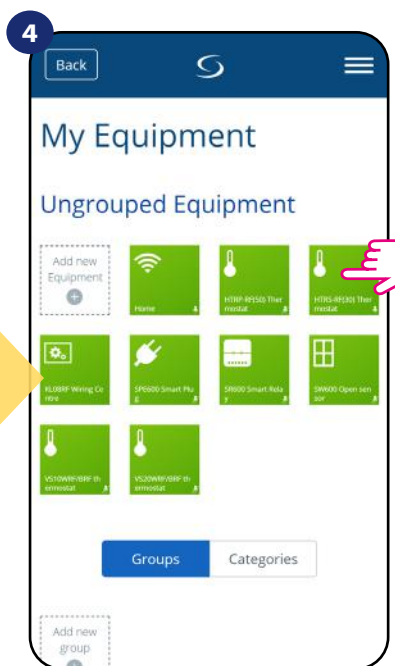 4
Back
My Equipment
Ungrouped Equipment
Add new
Equipment
Home
HTRP-RF(50) Ther
mostat
HTRS-RF(30) Ther
mostat
KL08RF Wiring Ce
ntre
SPE600 Smart Plu
g
SR600 Smart Rela
y
SW600 Open sen
sor
VS10WRF/BRF th
ermostat
VS20WRF/BRF th
ermostat
Groups
Categories
Add new
group